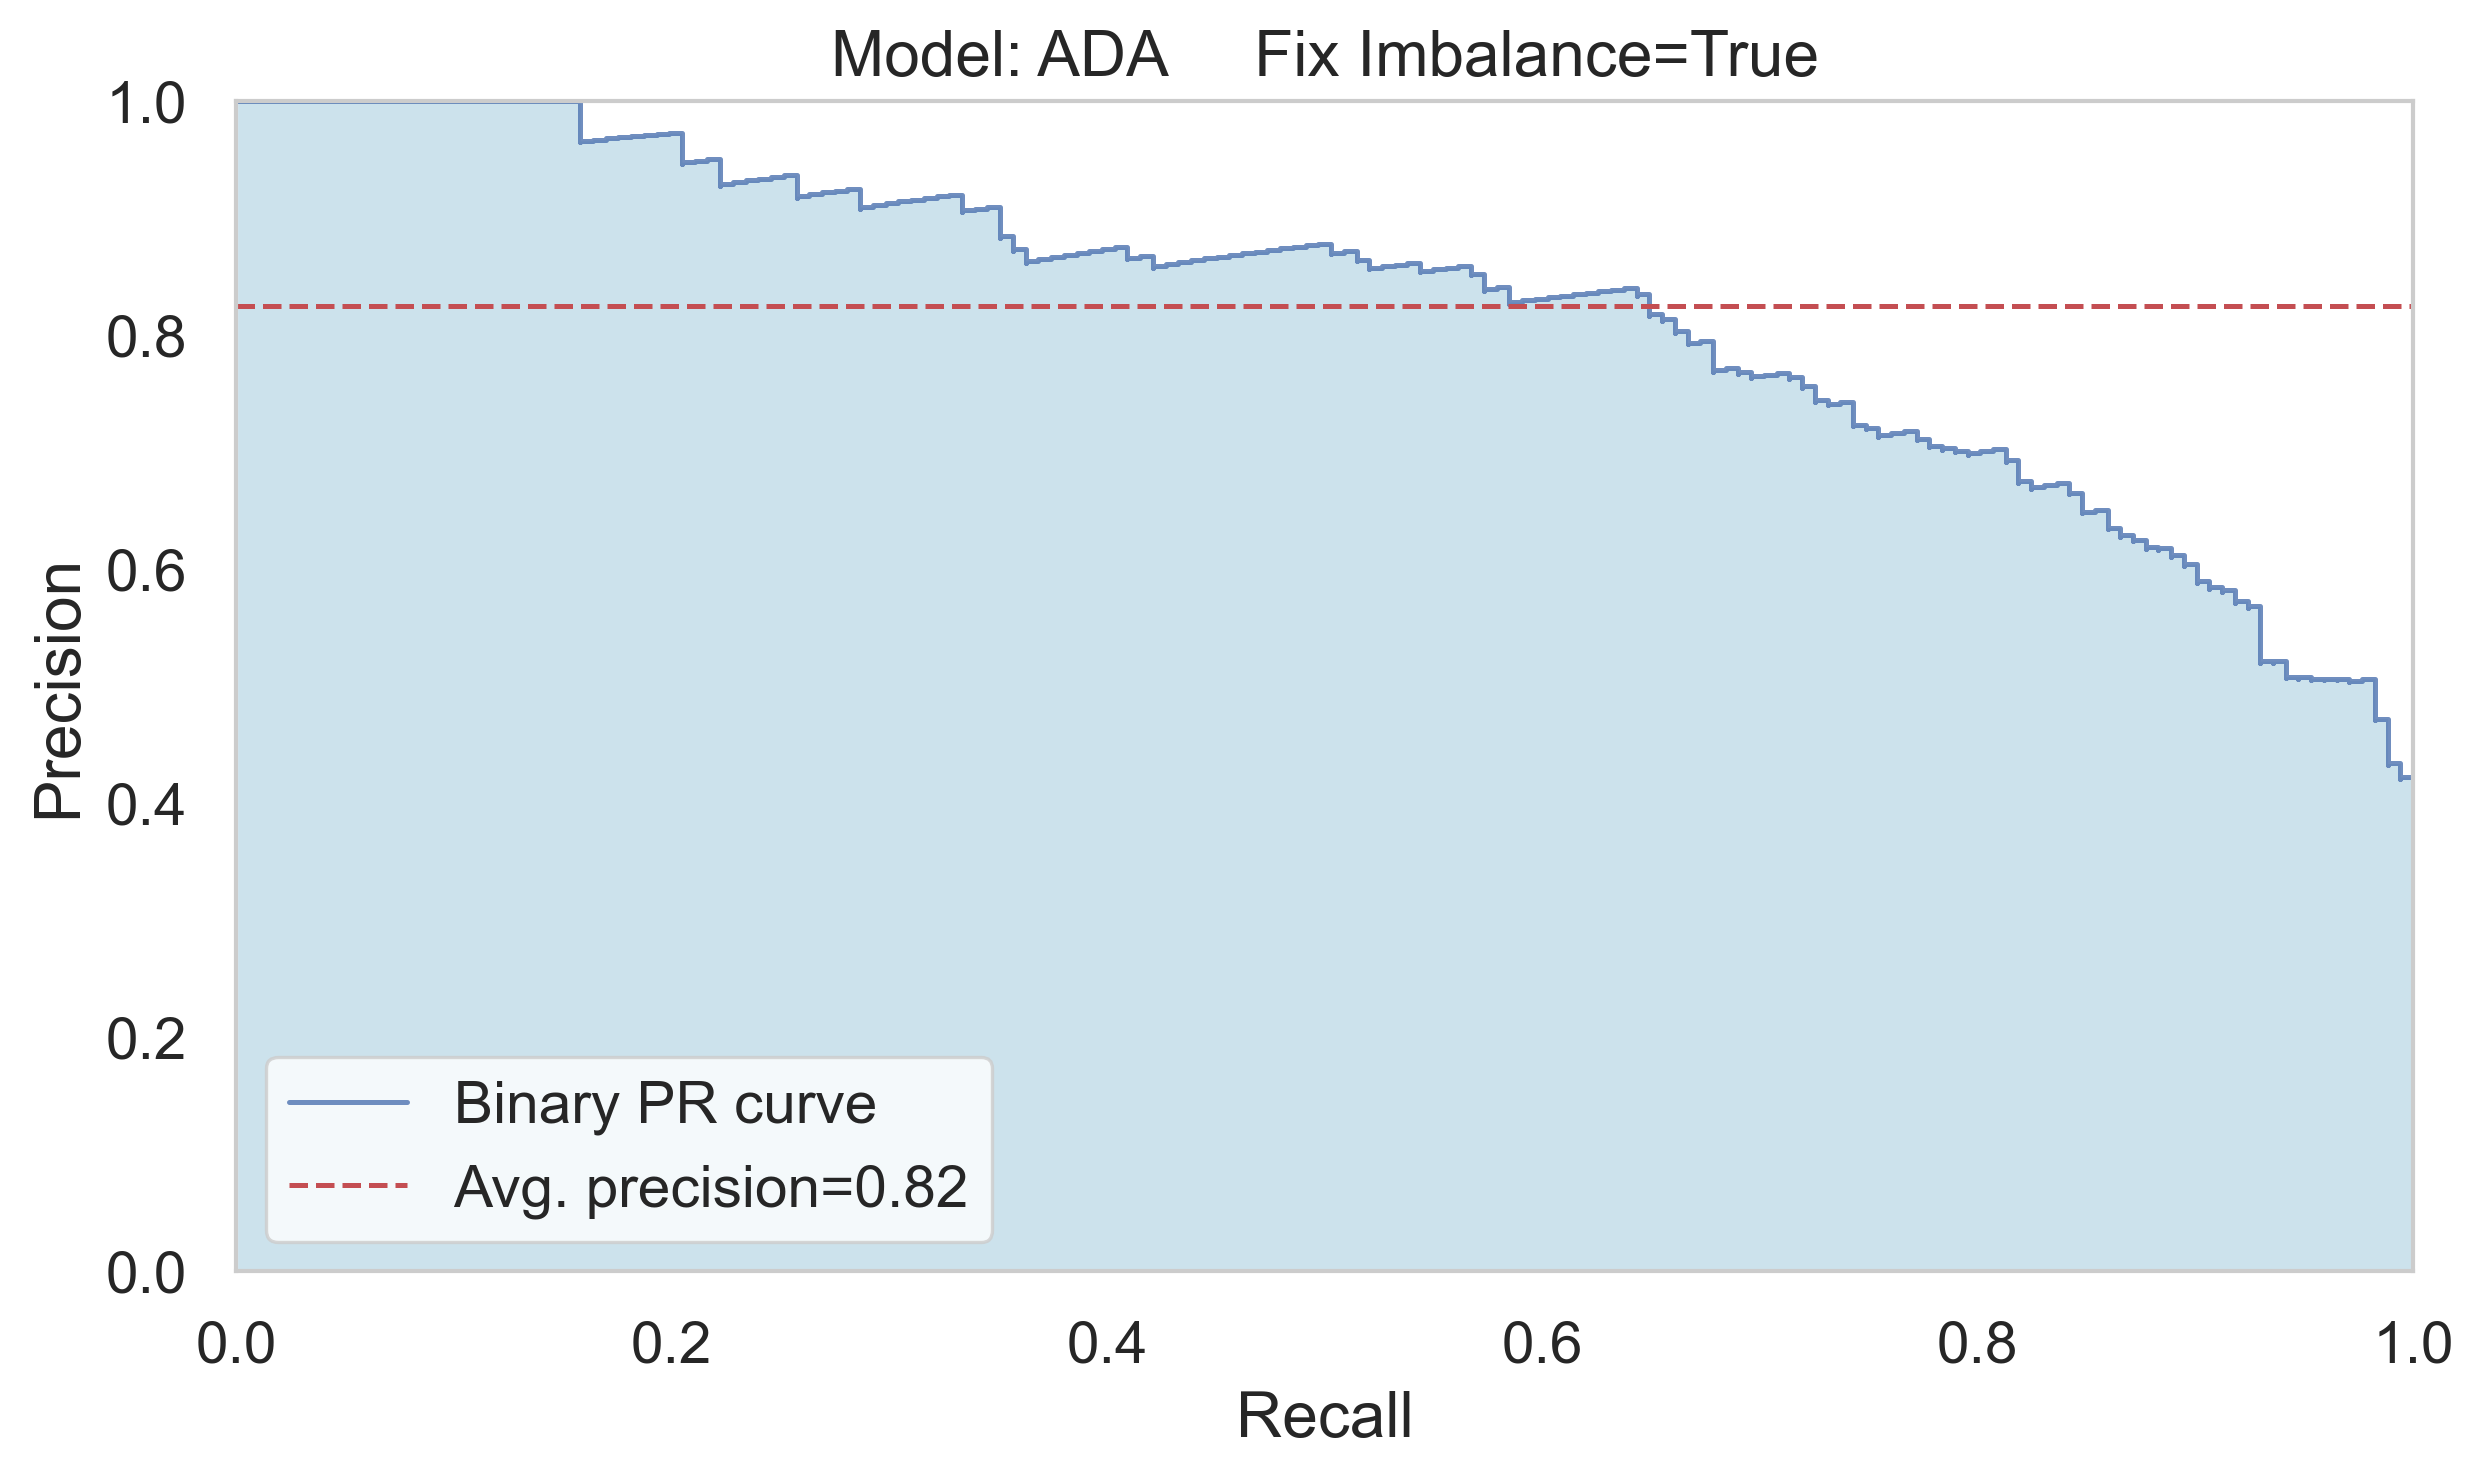 Model: ADA     Fix Imbalance=True
1.0
0.8
0.6
0.4
0.2
0.0
Precision
Binary PR curve
Avg. precision=0.82
0.0 0.2 0.4 0.6 0.8 1.0
Recall